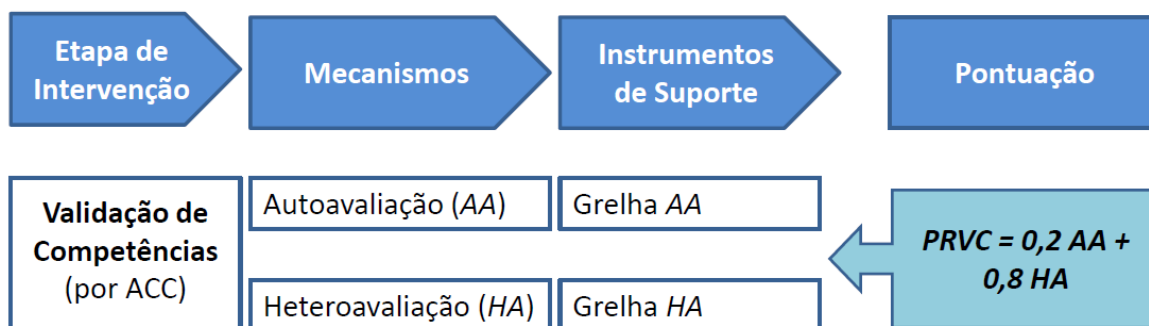 Etapa de
Intervenção
Mecanismos
Instrumentos
de Suporte
Pontuação
Validação de
Competências
(por ACC)
Autoavaliação (AA)
Grelha AA
Heteroavaliação (HA)
Grelha HA
PRVC = 0,2 AA +
0,8 HA